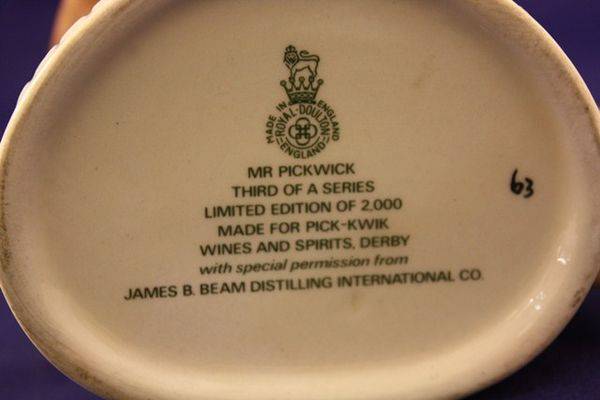 MADE IN ENGLAND
ROYAL DOULTON
ENGLAND
MR PICKWICK
THIRD OF A SERIES
LIMITED EDITION OF 2,000
MADE FOR PICK-KWIK
WINES AND SPIRITS, DERBY
with special permission from
JAMES B. BEAM DISTILLING INTERNATIONAL CO.
63